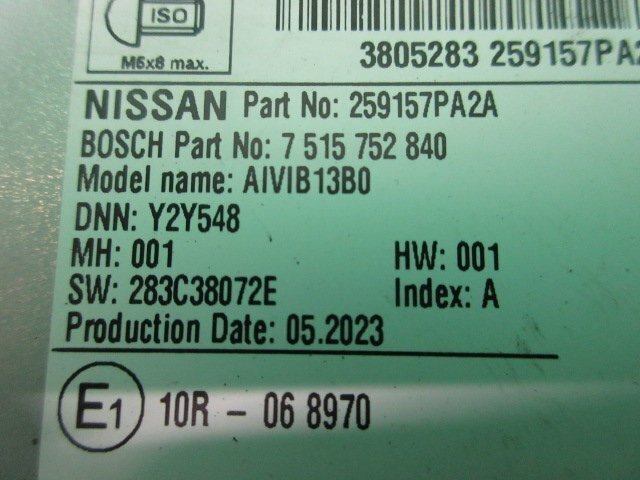 ISO
M6x8 max.
3805283 259157PA2
NISSAN Part No: 259157PA2A
BOSCH Part No: 7 515 752 840
Model name: AIVIB13B0
DNN: Y2Y548
MH: 001 HW: 001
SW: 283C38072E Index: A
Production Date: 05.2023
E1 10R - 06 8970